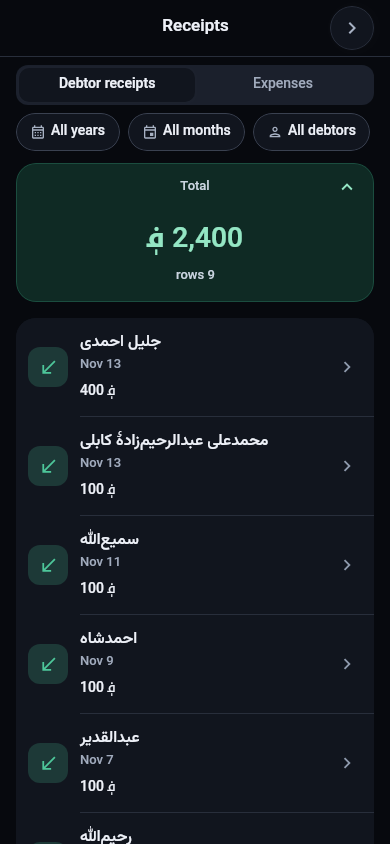 Receipts
Debtor receipts
Expenses
All years
All months
All debtors
Total
؋ 2,400
rows 9
جلیل احمدی
Nov 13
400 ؋
محمدعلی عبدالرحیم‌زادهٔ کابلی
Nov 13
100 ؋
سمیع‌الله
Nov 11
100 ؋
احمدشاه
Nov 9
100 ؋
عبدالقدیر
Nov 7
100 ؋
رحیم‌الله